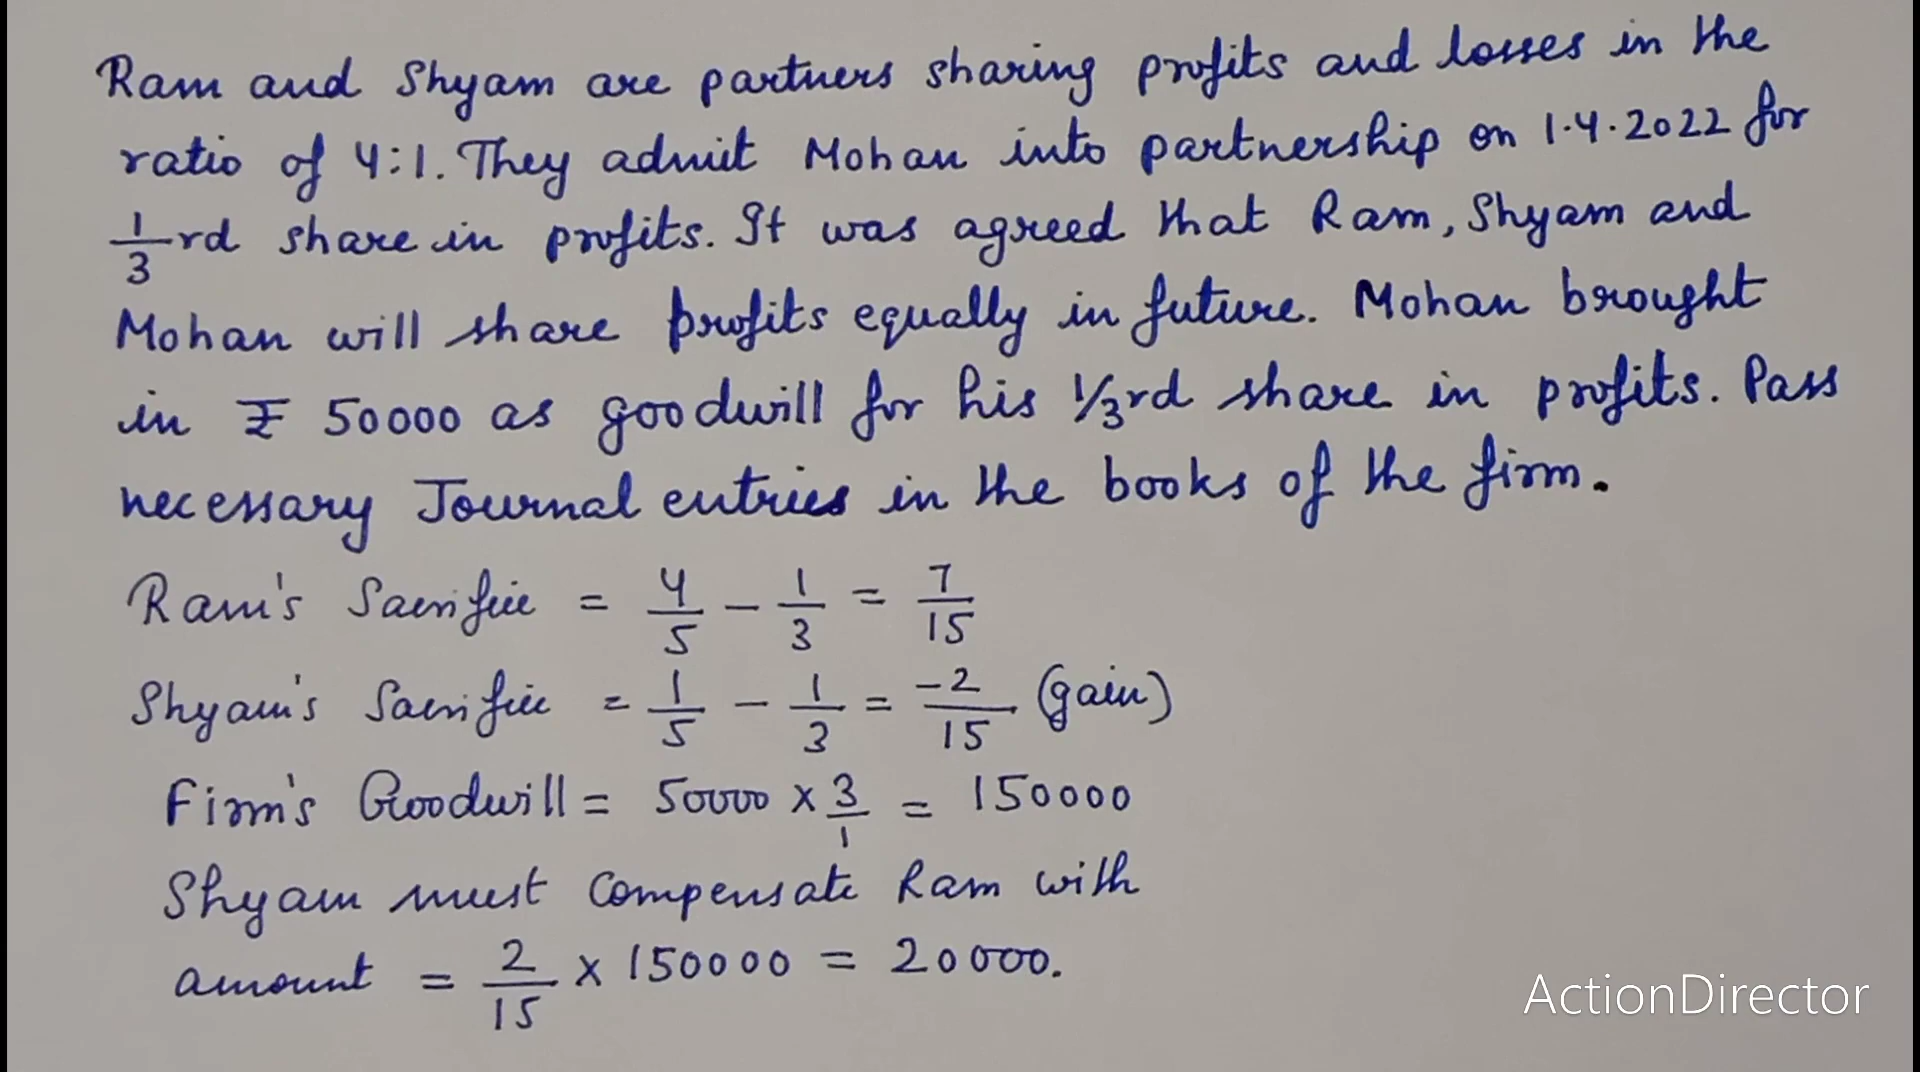 Ram and Shyam are partners sharing profits and losses in the
ratio of 4:1. They admit Mohan into partnership on 1.4.2022 for
1/3 rd share in profits. It was agreed that Ram, Shyam and
Mohan will share profits equally in future. Mohan brought
in ₹ 50000 as goodwill for his 1/3rd share in profits. Pass
necessary Journal entries in the books of the firm.
Ram's Sacrifice = 4/5 - 1/3 = 7/15
Shyam's Sacrifice = 1/5 - 1/3 = -2/15 (gain)
Firm's Goodwill = 50000 x 3/1 = 150000
Shyam must compensate Ram with
amount = 2/15 x 150000 = 20000.
ActionDirector